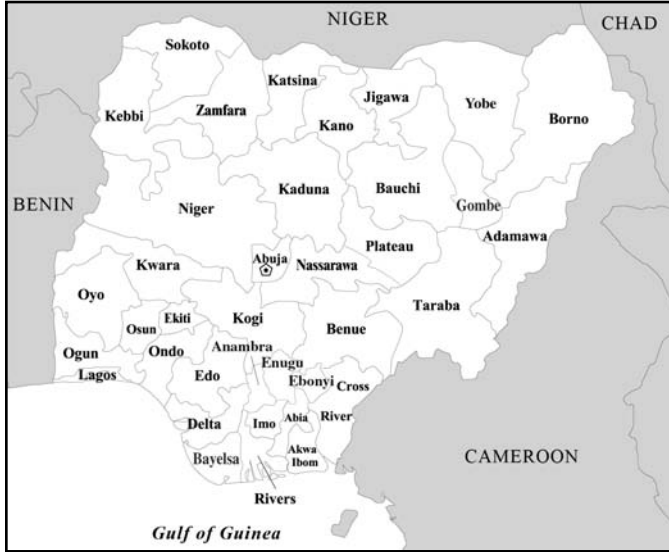 NIGER
CHAD
Sokoto
Katsina
Jigawa
Yobe
Borno
Kebbi
Zamfara
Kano
BENIN
Niger
Kaduna
Bauchi
Gombe
Adamawa
Plateau
Abuja
Nassarawa
Kwara
Oyo
Taraba
Kogi
Benue
Ekiti
Osun
Ogun
Ondo
Anambra
Enugu
Lagos
Edo
Ebonyi
Cross
River
Delta
Imo
Abia
Bayelsa
Akwa
Ibom
CAMEROON
Rivers
Gulf of Guinea